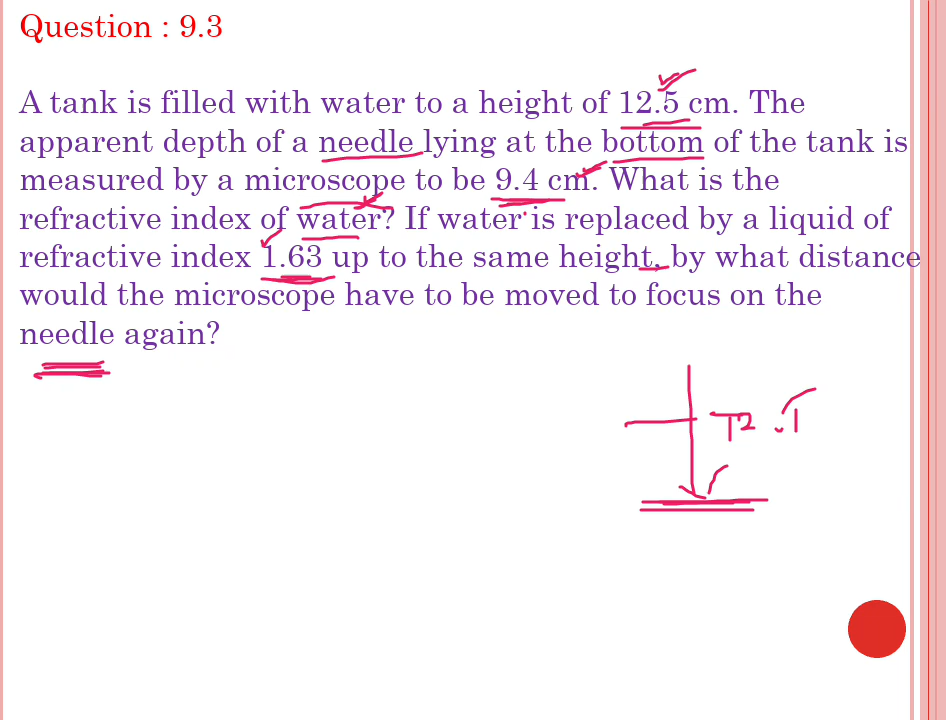 Question : 9.3
A tank is filled with water to a height of 12.5 cm. The
apparent depth of a needle lying at the bottom of the tank is
measured by a microscope to be 9.4 cm. What is the
refractive index of water? If water is replaced by a liquid of
refractive index 1.63 up to the same height, by what distance
would the microscope have to be moved to focus on the
needle again?